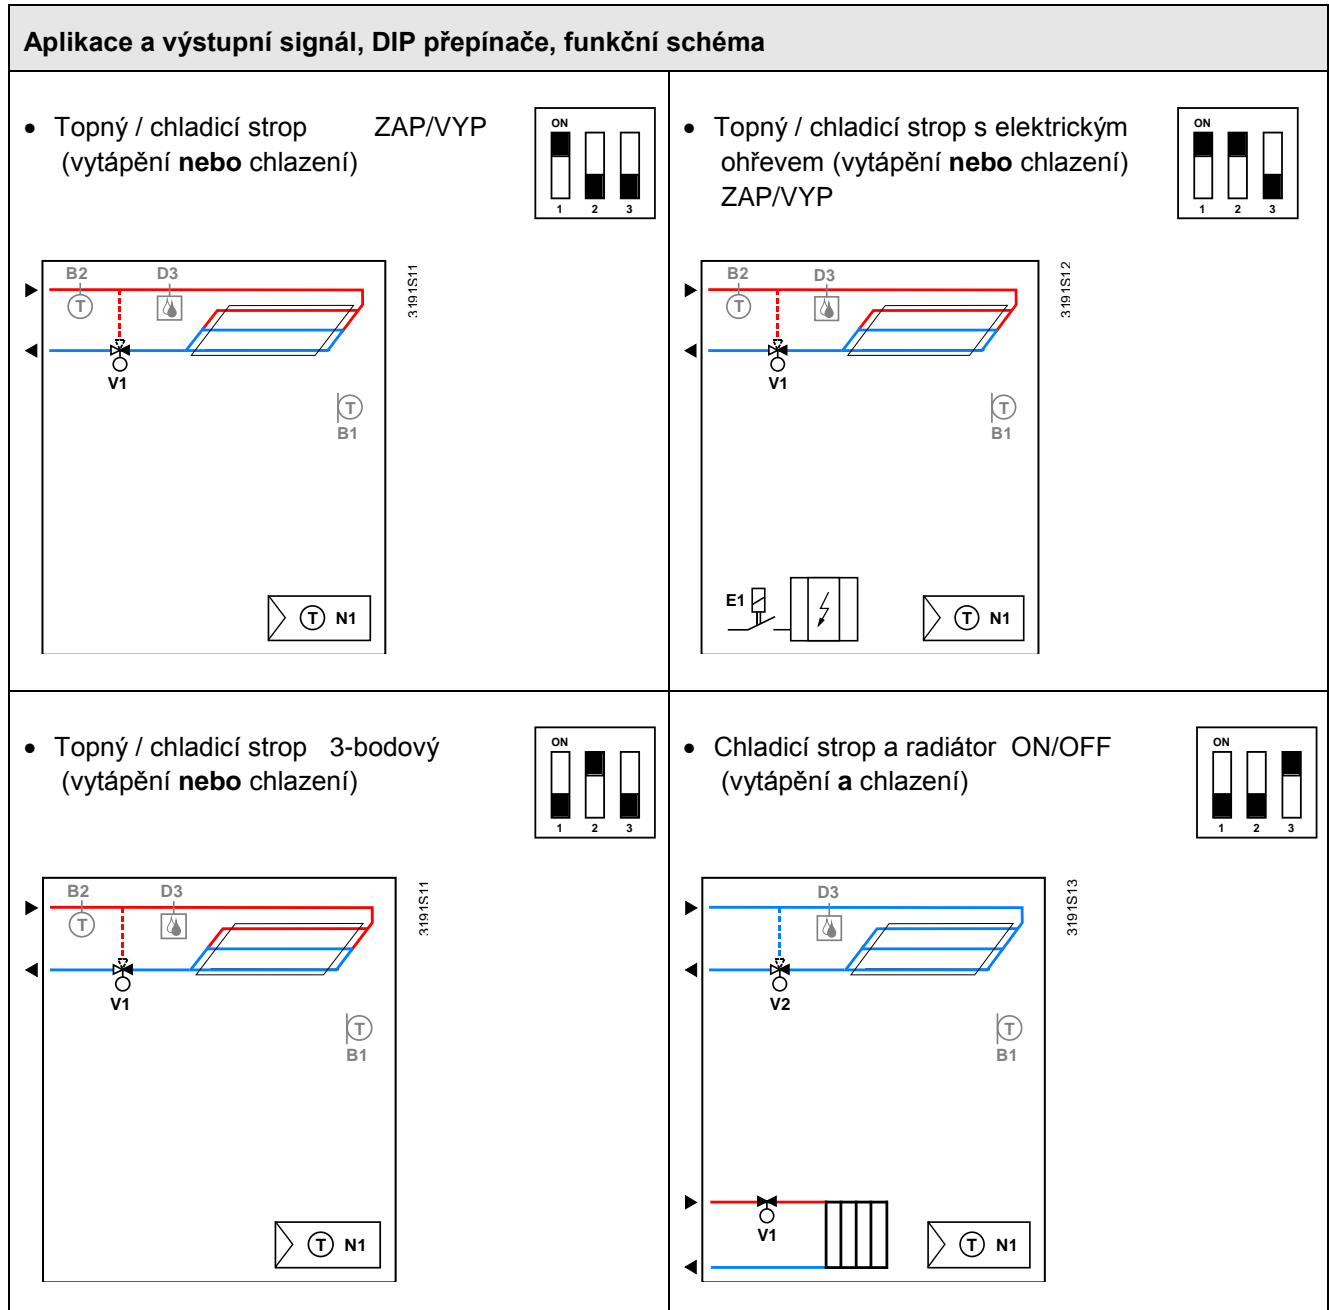 Aplikace a výstupní signál, DIP přepínače, funkční schéma
• Topný / chladicí strop ZAP/VYP
(vytápění nebo chlazení)
ON
1 2 3
B2 D3
T
V1
T
B1
T N1
3191S11
• Topný / chladicí strop s elektrickým
ohřevem (vytápění nebo chlazení)
ZAP/VYP
ON
1 2 3
B2 D3
T
V1
T
B1
E1
T N1
3191S12
• Topný / chladicí strop 3-bodový
(vytápění nebo chlazení)
ON
1 2 3
B2 D3
T
V1
T
B1
T N1
3191S11
• Chladicí strop a radiátor ON/OFF
(vytápění a chlazení)
ON
1 2 3
D3
V2
T
B1
V1
T N1
3191S13